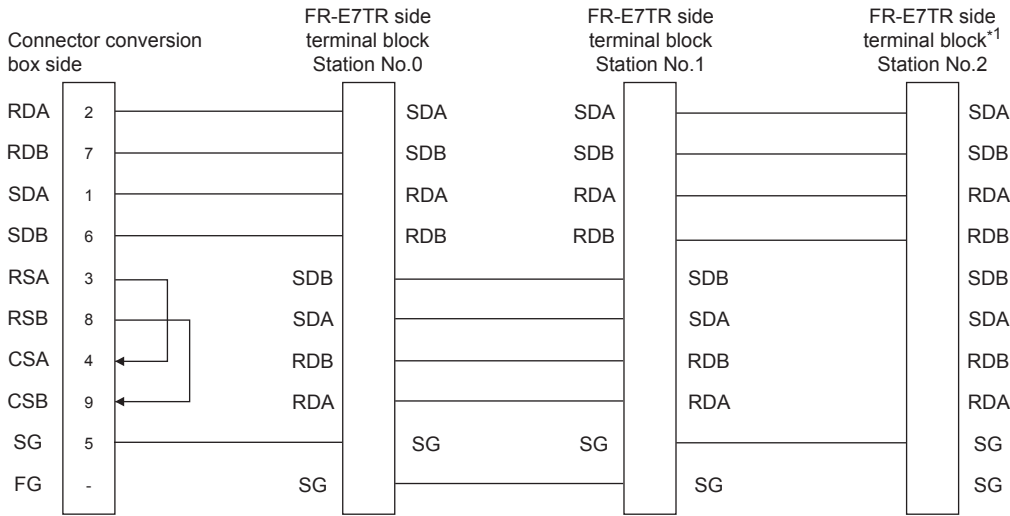 Connector conversion
box side
FR-E7TR side
terminal block
Station No.0
FR-E7TR side
terminal block
Station No.1
FR-E7TR side
terminal block*1
Station No.2
RDA 2 SDA SDA SDA
RDB 7 SDB SDB SDB
SDA 1 RDA RDA RDA
SDB 6 RDB RDB RDB
RSA 3 SDB SDB SDB
RSB 8 SDA SDA SDA
CSA 4 RDB RDB RDB
CSB 9 RDA RDA RDA
SG 5 SG SG SG
FG - SG SG SG